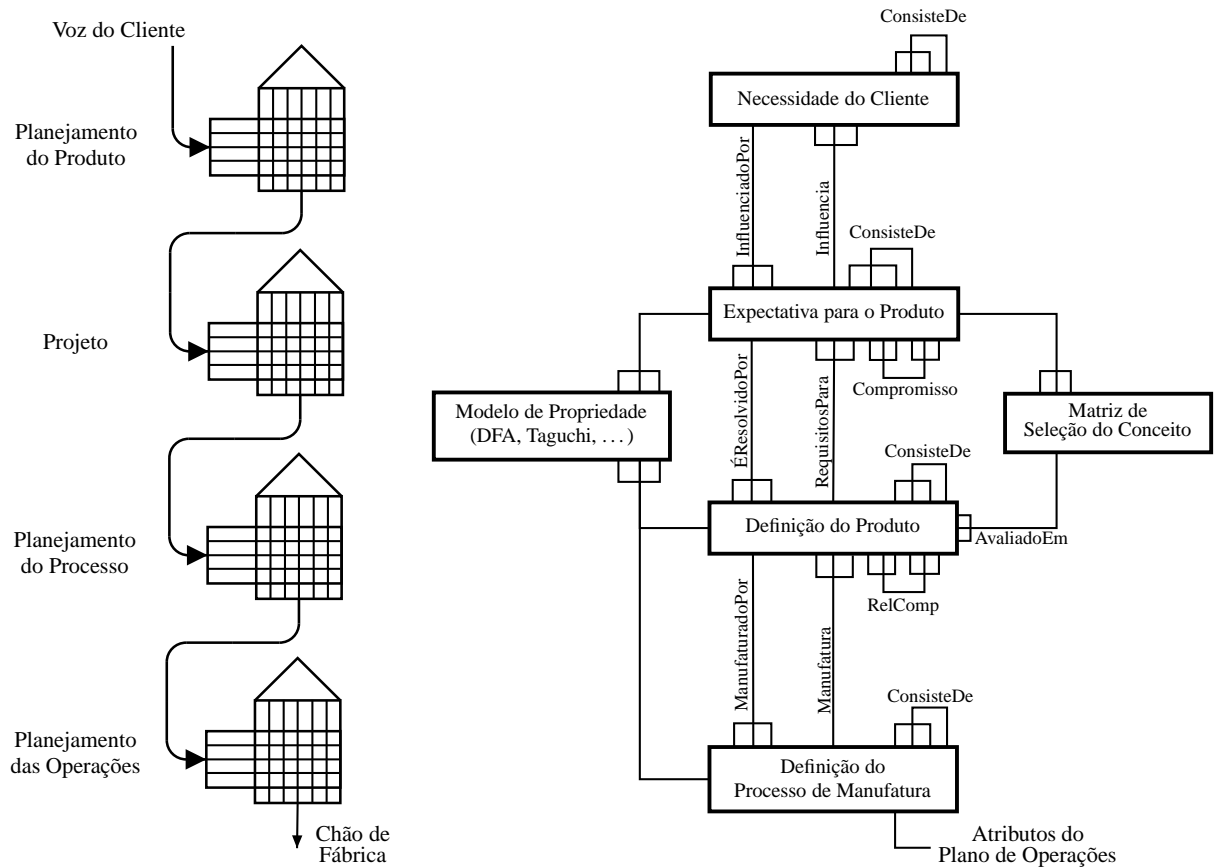 Voz do Cliente
Planejamento
do Produto
Projeto
Planejamento
do Processo
Planejamento
das Operações
Chão de
Fábrica
ConsisteDe
Necessidade do Cliente
InfluenciadoPor
Influencia
ConsisteDe
Expectativa para o Produto
ÉResolvidoPor
RequisitosPara
Compromisso
Modelo de Propriedade
(DFA, Taguchi, . . . )
Matriz de
Seleção do Conceito
ConsisteDe
Definição do Produto
AvaliadoEm
RelComp
ManufaturadoPor
Manufatura
ConsisteDe
Definição do
Processo de Manufatura
Atributos do
Plano de Operações